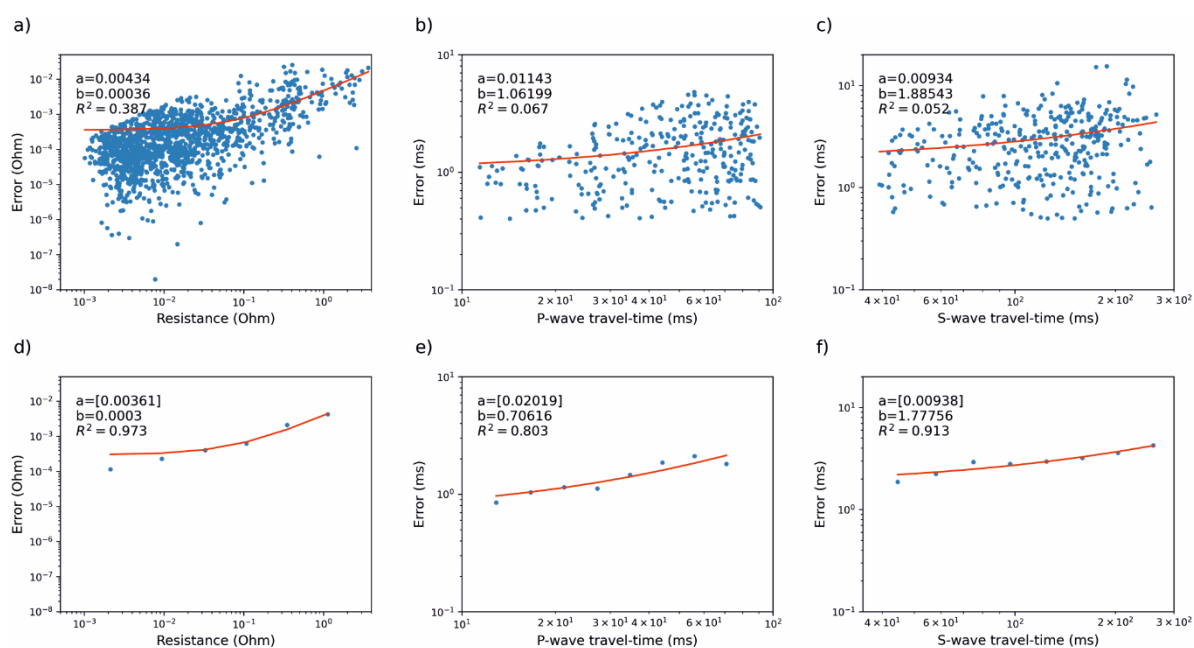 a)
a=0.00434
b=0.00036
R² = 0.387
10⁻²
10⁻³
10⁻⁴
10⁻⁵
10⁻⁶
10⁻⁷
10⁻⁸
Error (Ohm)
10⁻³ 10⁻² 10⁻¹ 10⁰
Resistance (Ohm)
b)
a=0.01143
b=1.06199
R² = 0.067
10¹
10⁰
10⁻¹
Error (ms)
10¹ 2 × 10¹ 3 × 10¹ 4 × 10¹ 6 × 10¹ 10²
P-wave travel-time (ms)
c)
a=0.00934
b=1.88543
R² = 0.052
10¹
10⁰
10⁻¹
Error (ms)
4 × 10¹ 6 × 10¹ 10² 2 × 10² 3 × 10²
S-wave travel-time (ms)
d)
a=[0.00361]
b=0.0003
R² = 0.973
10⁻²
10⁻³
10⁻⁴
10⁻⁵
10⁻⁶
10⁻⁷
10⁻⁸
Error (Ohm)
10⁻³ 10⁻² 10⁻¹ 10⁰
Resistance (Ohm)
e)
a=[0.02019]
b=0.70616
R² = 0.803
10¹
10⁰
10⁻¹
Error (ms)
10¹ 2 × 10¹ 3 × 10¹ 4 × 10¹ 6 × 10¹ 10²
P-wave travel-time (ms)
f)
a=[0.00938]
b=1.77756
R² = 0.913
10¹
10⁰
10⁻¹
Error (ms)
4 × 10¹ 6 × 10¹ 10² 2 × 10² 3 × 10²
S-wave travel-time (ms)